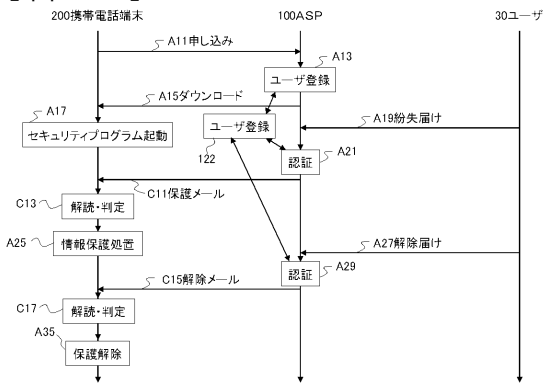 200携帯電話端末
100ASP
30ユーザ
A11申し込み
A13
ユーザ登録
A15ダウンロード
A17
セキュリティプログラム起動
A19紛失届け
ユーザ登録
122
認証
A21
C11保護メール
C13
解読・判定
A25
情報保護処置
A27解除届け
認証
A29
C15解除メール
C17
解読・判定
A35
保護解除